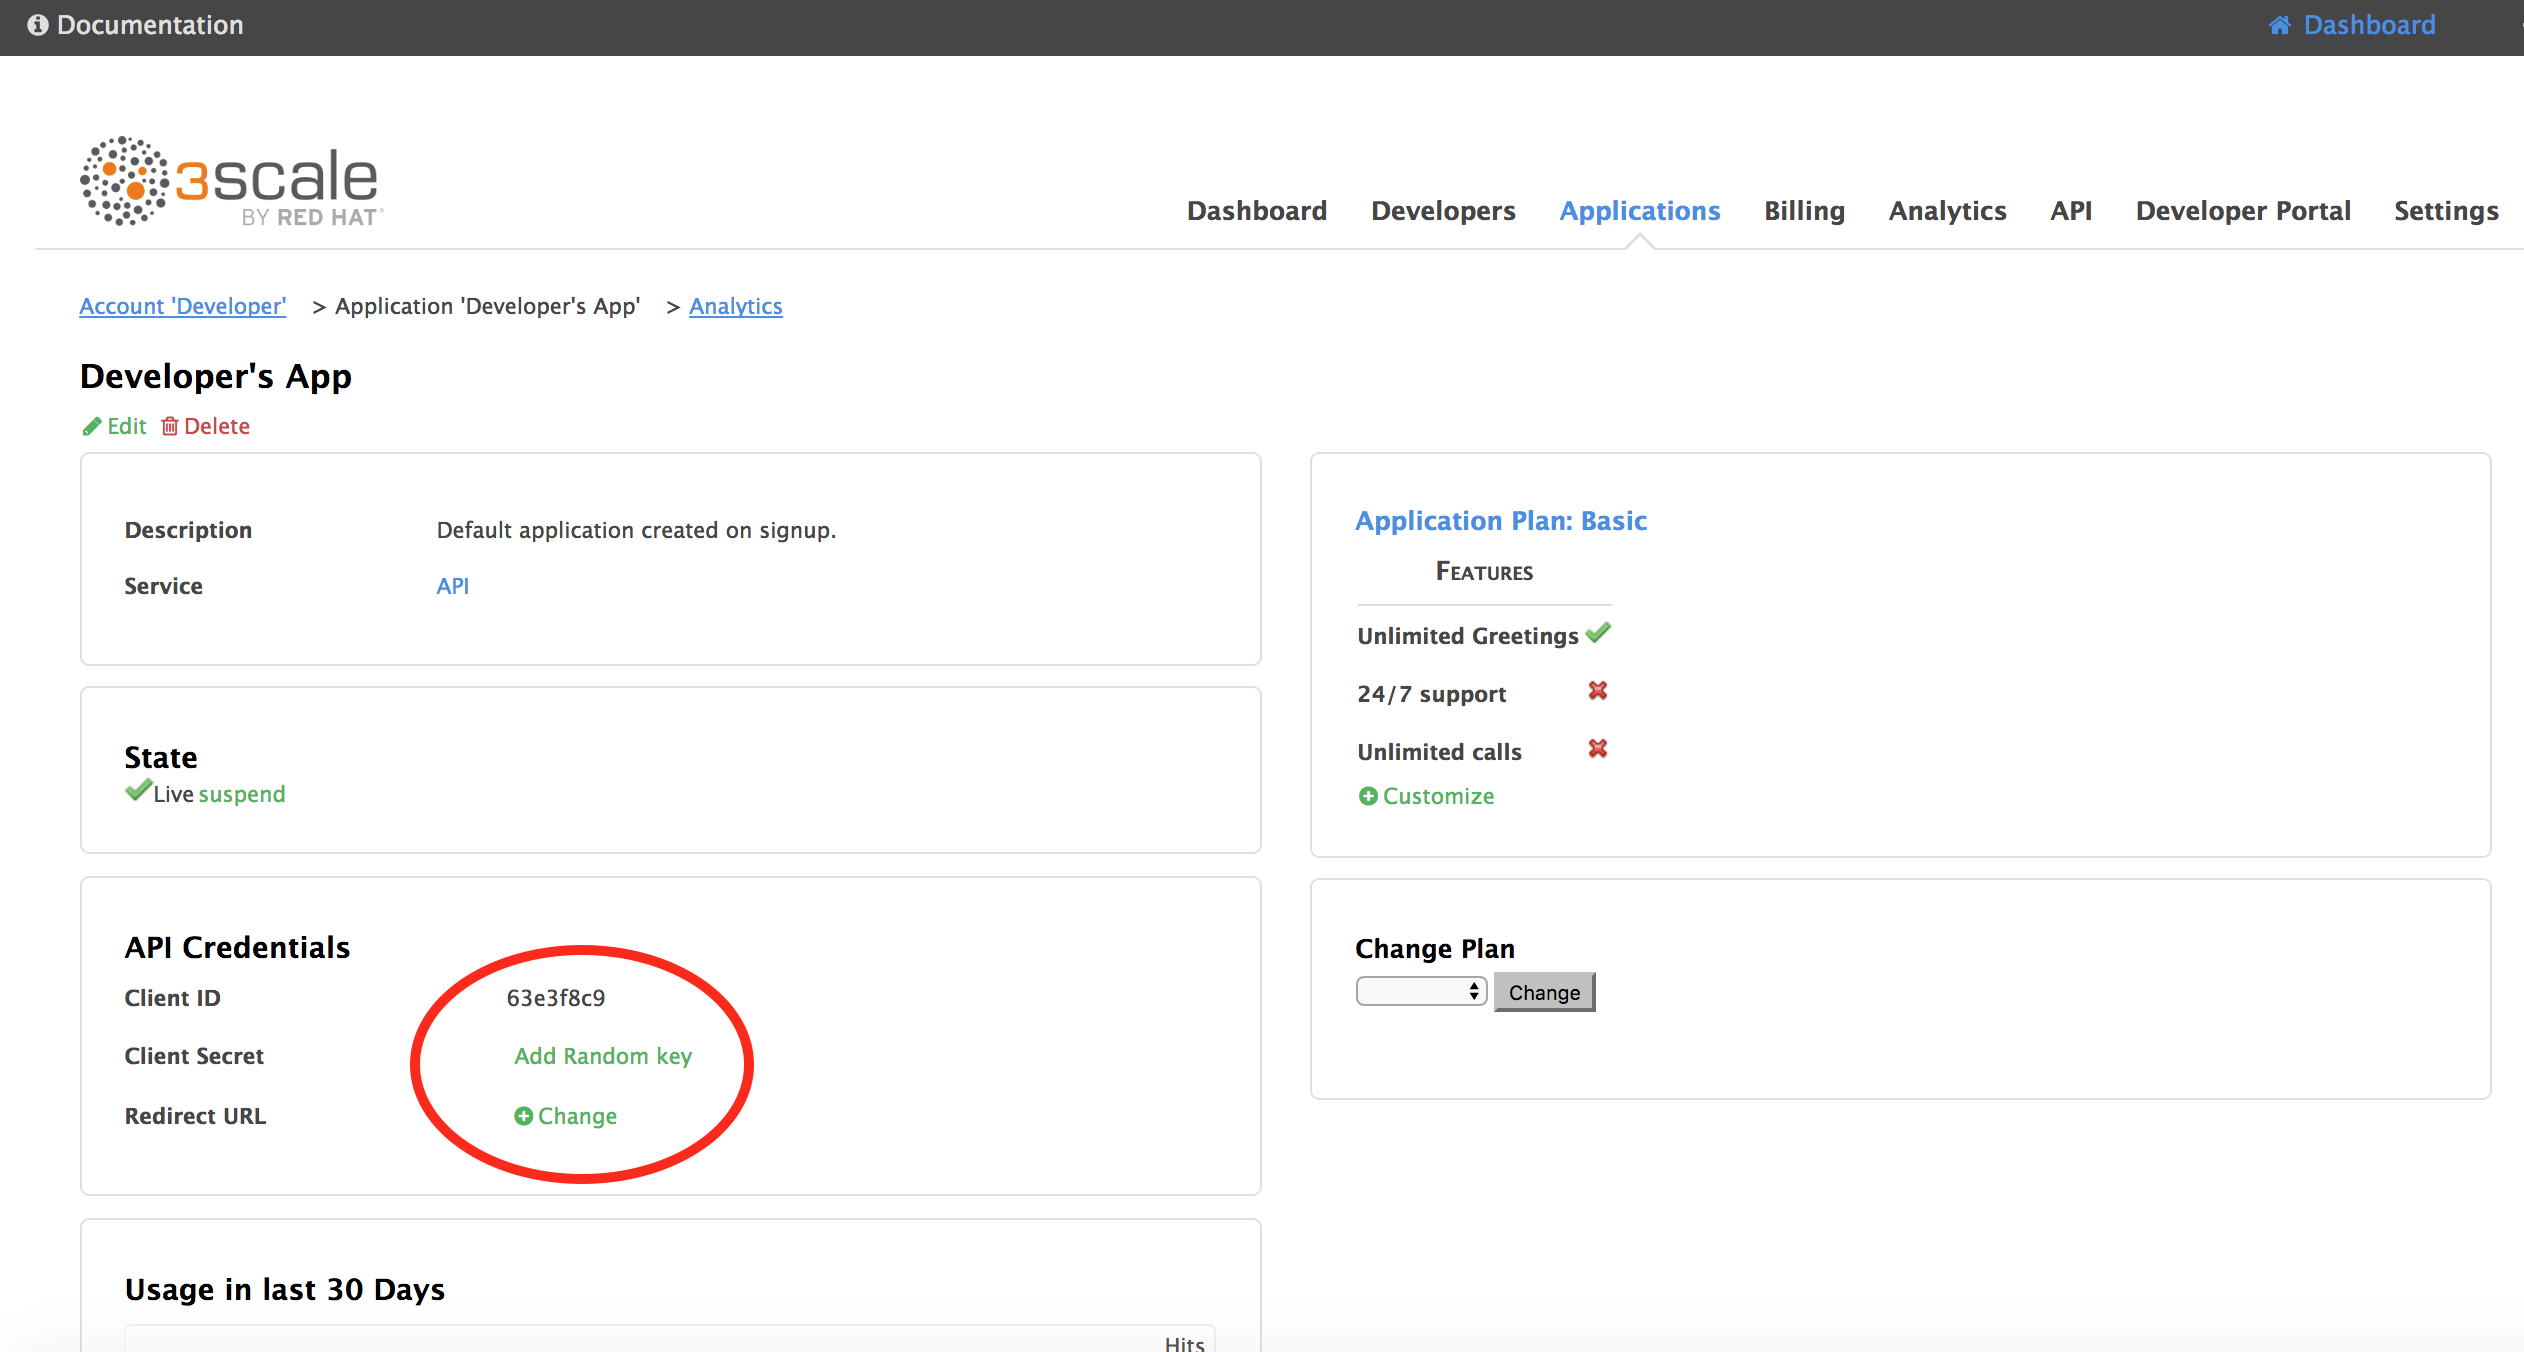 Documentation
Dashboard
3scale
BY RED HAT
Dashboard Developers Applications Billing Analytics API Developer Portal Settings
Account 'Developer' > Application 'Developer's App' > Analytics
Developer's App
Edit Delete
Description Default application created on signup.
Service API
State
Live suspend
API Credentials
Client ID 63e3f8c9
Client Secret Add Random key
Redirect URL Change
Usage in last 30 Days
Hits
Application Plan: Basic
Features
Unlimited Greetings
24/7 support
Unlimited calls
Customize
Change Plan
Change